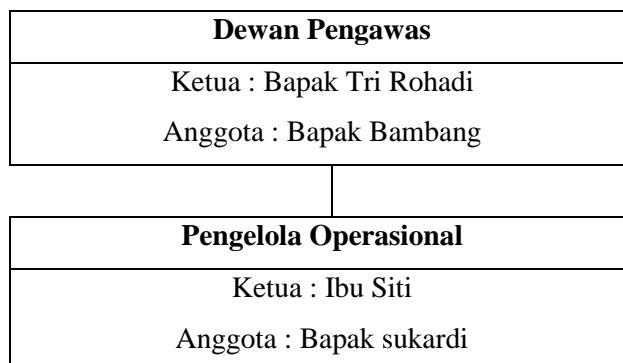 Dewan Pengawas
Ketua : Bapak Tri Rohadi
Anggota : Bapak Bambang
Pengelola Operasional
Ketua : Ibu Siti
Anggota : Bapak sukardi